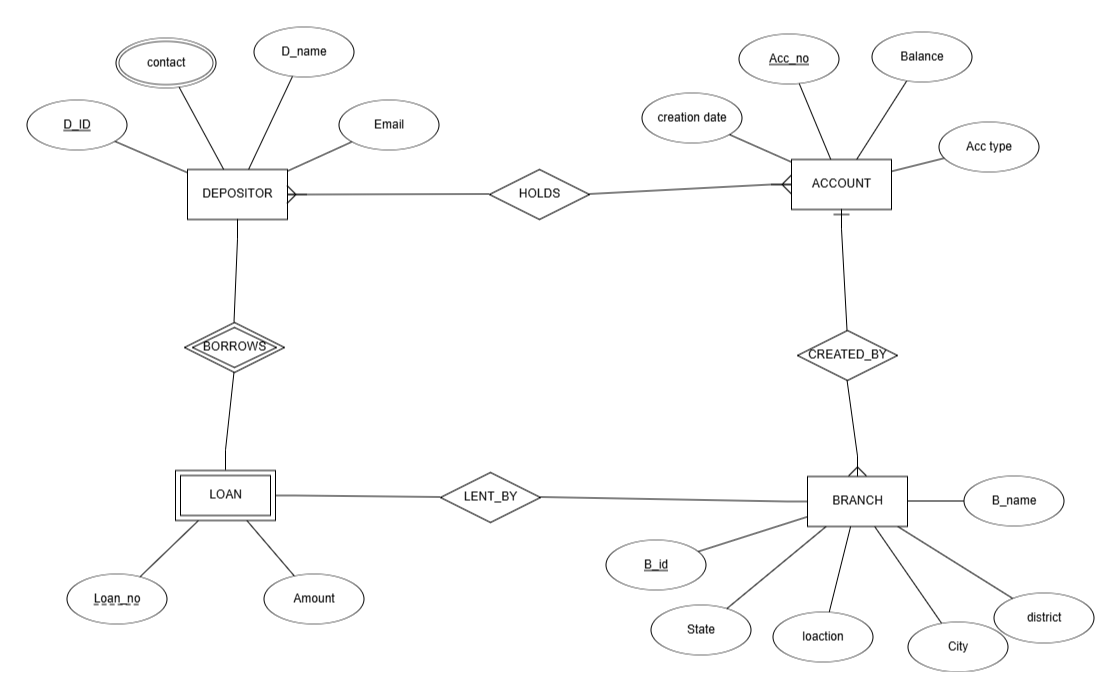 contact
D_name
D_ID
Email
Acc_no
Balance
creation date
Acc type
DEPOSITOR
HOLDS
ACCOUNT
BORROWS
CREATED_BY
LOAN
LENT_BY
BRANCH
B_name
B_id
Loan_no
Amount
State
loaction
City
district